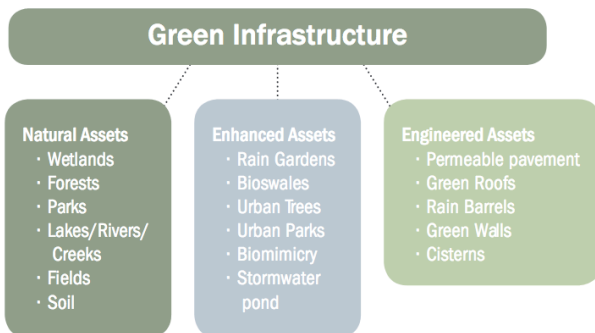 Green Infrastructure
Natural Assets
· Wetlands
· Forests
· Parks
· Lakes/Rivers/
Creeks
· Fields
· Soil
Enhanced Assets
· Rain Gardens
· Bioswales
· Urban Trees
· Urban Parks
· Biomimicry
· Stormwater
pond
Engineered Assets
· Permeable pavement
· Green Roofs
· Rain Barrels
· Green Walls
· Cisterns